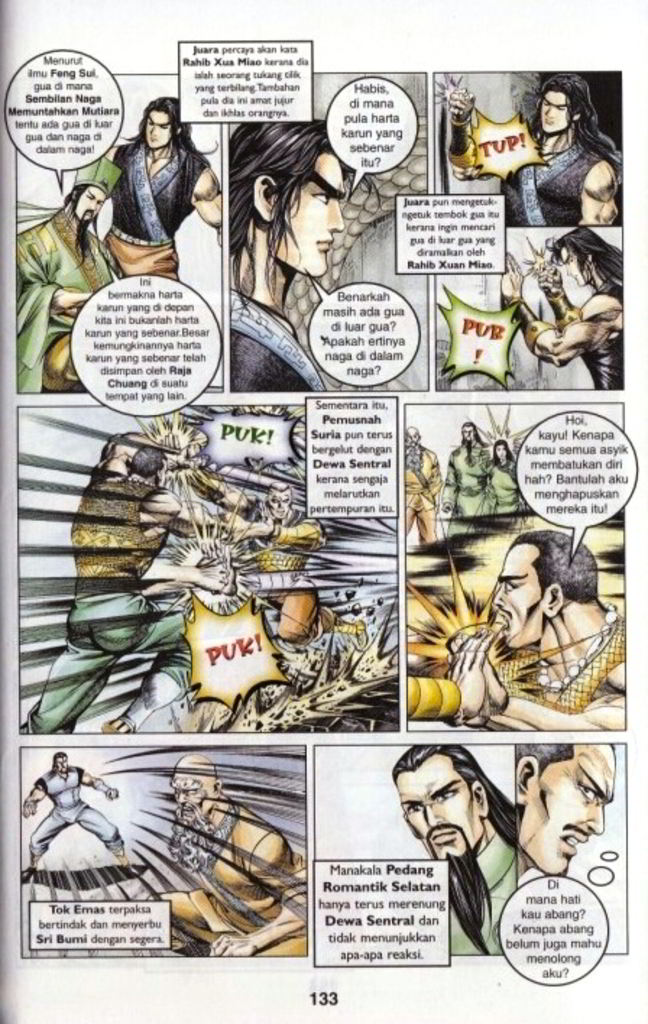 Menurut
ilmu Feng Sui,
gua di mana
Sembilan Naga
Memuntahkan Mutiara
tentu ada gua di luar
gua dan naga di
dalam naga!
Juara percaya akan kata
Rahib Xua Miao kerana dia
ialah seorang tukang tilik
yang terbilang.Tambahan
pula dia ini amat jujur
dan ikhlas orangnya.
Ini
bermakna harta
karun yang di depan
kita ini bukanlah harta
karun yang sebenar.Besar
kemungkinannya harta
karun yang sebenar telah
disimpan oleh Raja
Chuang di suatu
tempat yang lain.
Habis,
di mana
pula harta
karun yang
sebenar
itu?
Benarkah
masih ada gua
di luar gua?
Apakah ertinya
naga di dalam
naga?
TUP!
Juara pun mengetuk-
ngetuk tembok gua itu
kerana ingin mencari
gua di luar gua yang
diramalkan oleh
Rahib Xuan Miao.
PUK
!
PUK!
PUK!
Sementara itu,
Pemusnah
Suria pun terus
bergelut dengan
Dewa Sentral
kerana sengaja
melarutkan
pertempuran itu.
Hoi,
kayu! Kenapa
kamu semua asyik
membatukan diri
hah? Bantulah aku
menghapuskan
mereka itu!
Tok Emas terpaksa
bertindak dan menyerbu
Sri Bumi dengan segera.
Manakala Pedang
Romantik Selatan
hanya terus merenung
Dewa Sentral dan
tidak menunjukkan
apa-apa reaksi.
Di
mana hati
kau abang?
Kenapa abang
belum juga mahu
menolong
aku?
133